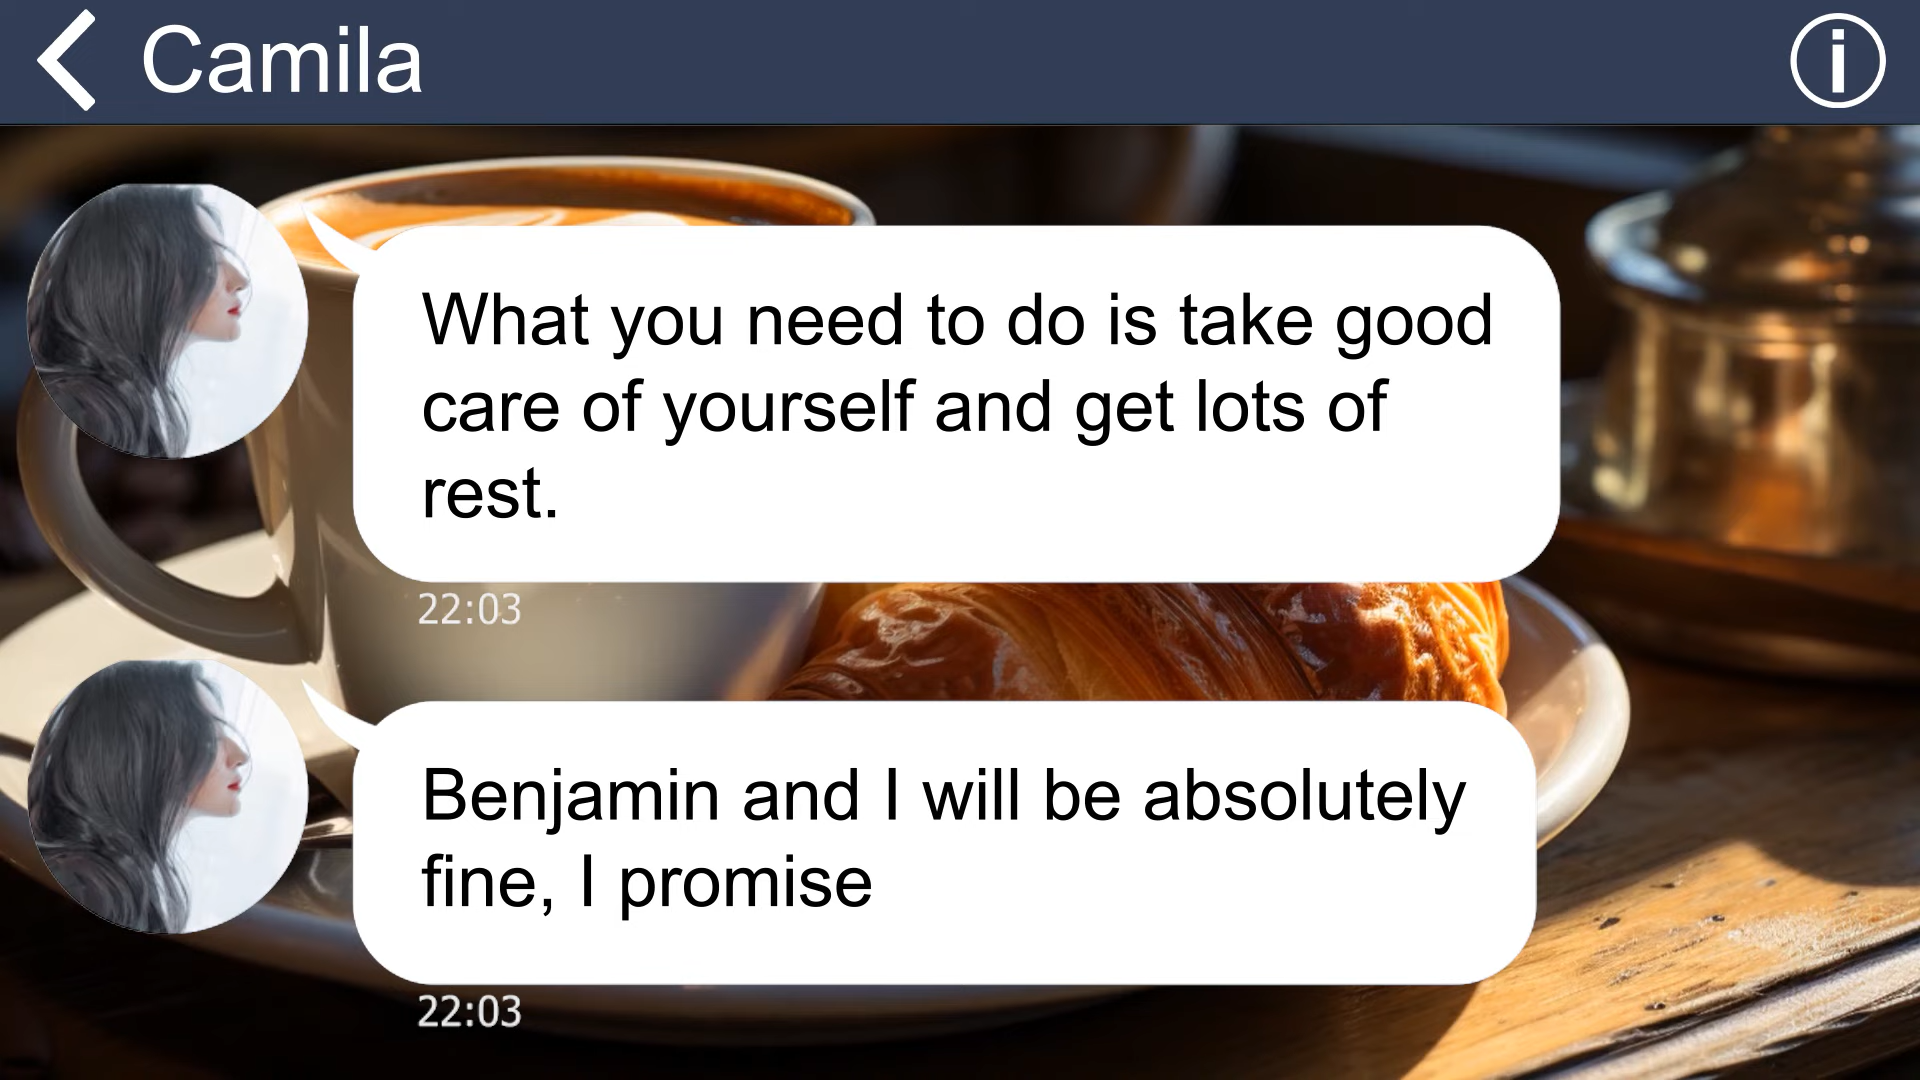 Camila
What you need to do is take good
care of yourself and get lots of
rest.
22:03
Benjamin and I will be absolutely
fine, I promise
22:03